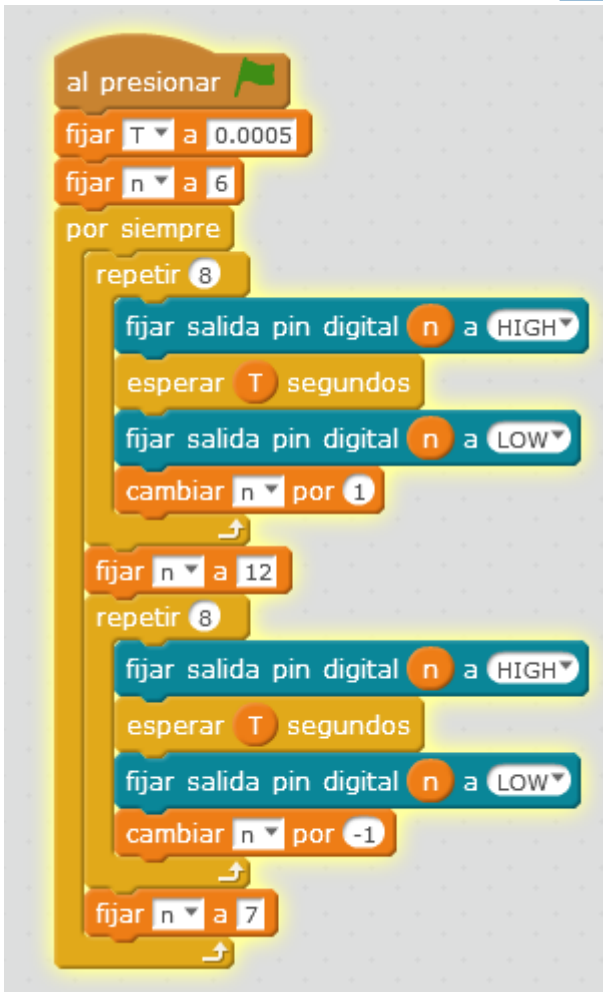 al presionar
fijar T a 0.0005
fijar n a 6
por siempre
repetir 8
fijar salida pin digital n a HIGH
esperar T segundos
fijar salida pin digital n a LOW
cambiar n por 1
fijar n a 12
repetir 8
fijar salida pin digital n a HIGH
esperar T segundos
fijar salida pin digital n a LOW
cambiar n por -1
fijar n a 7